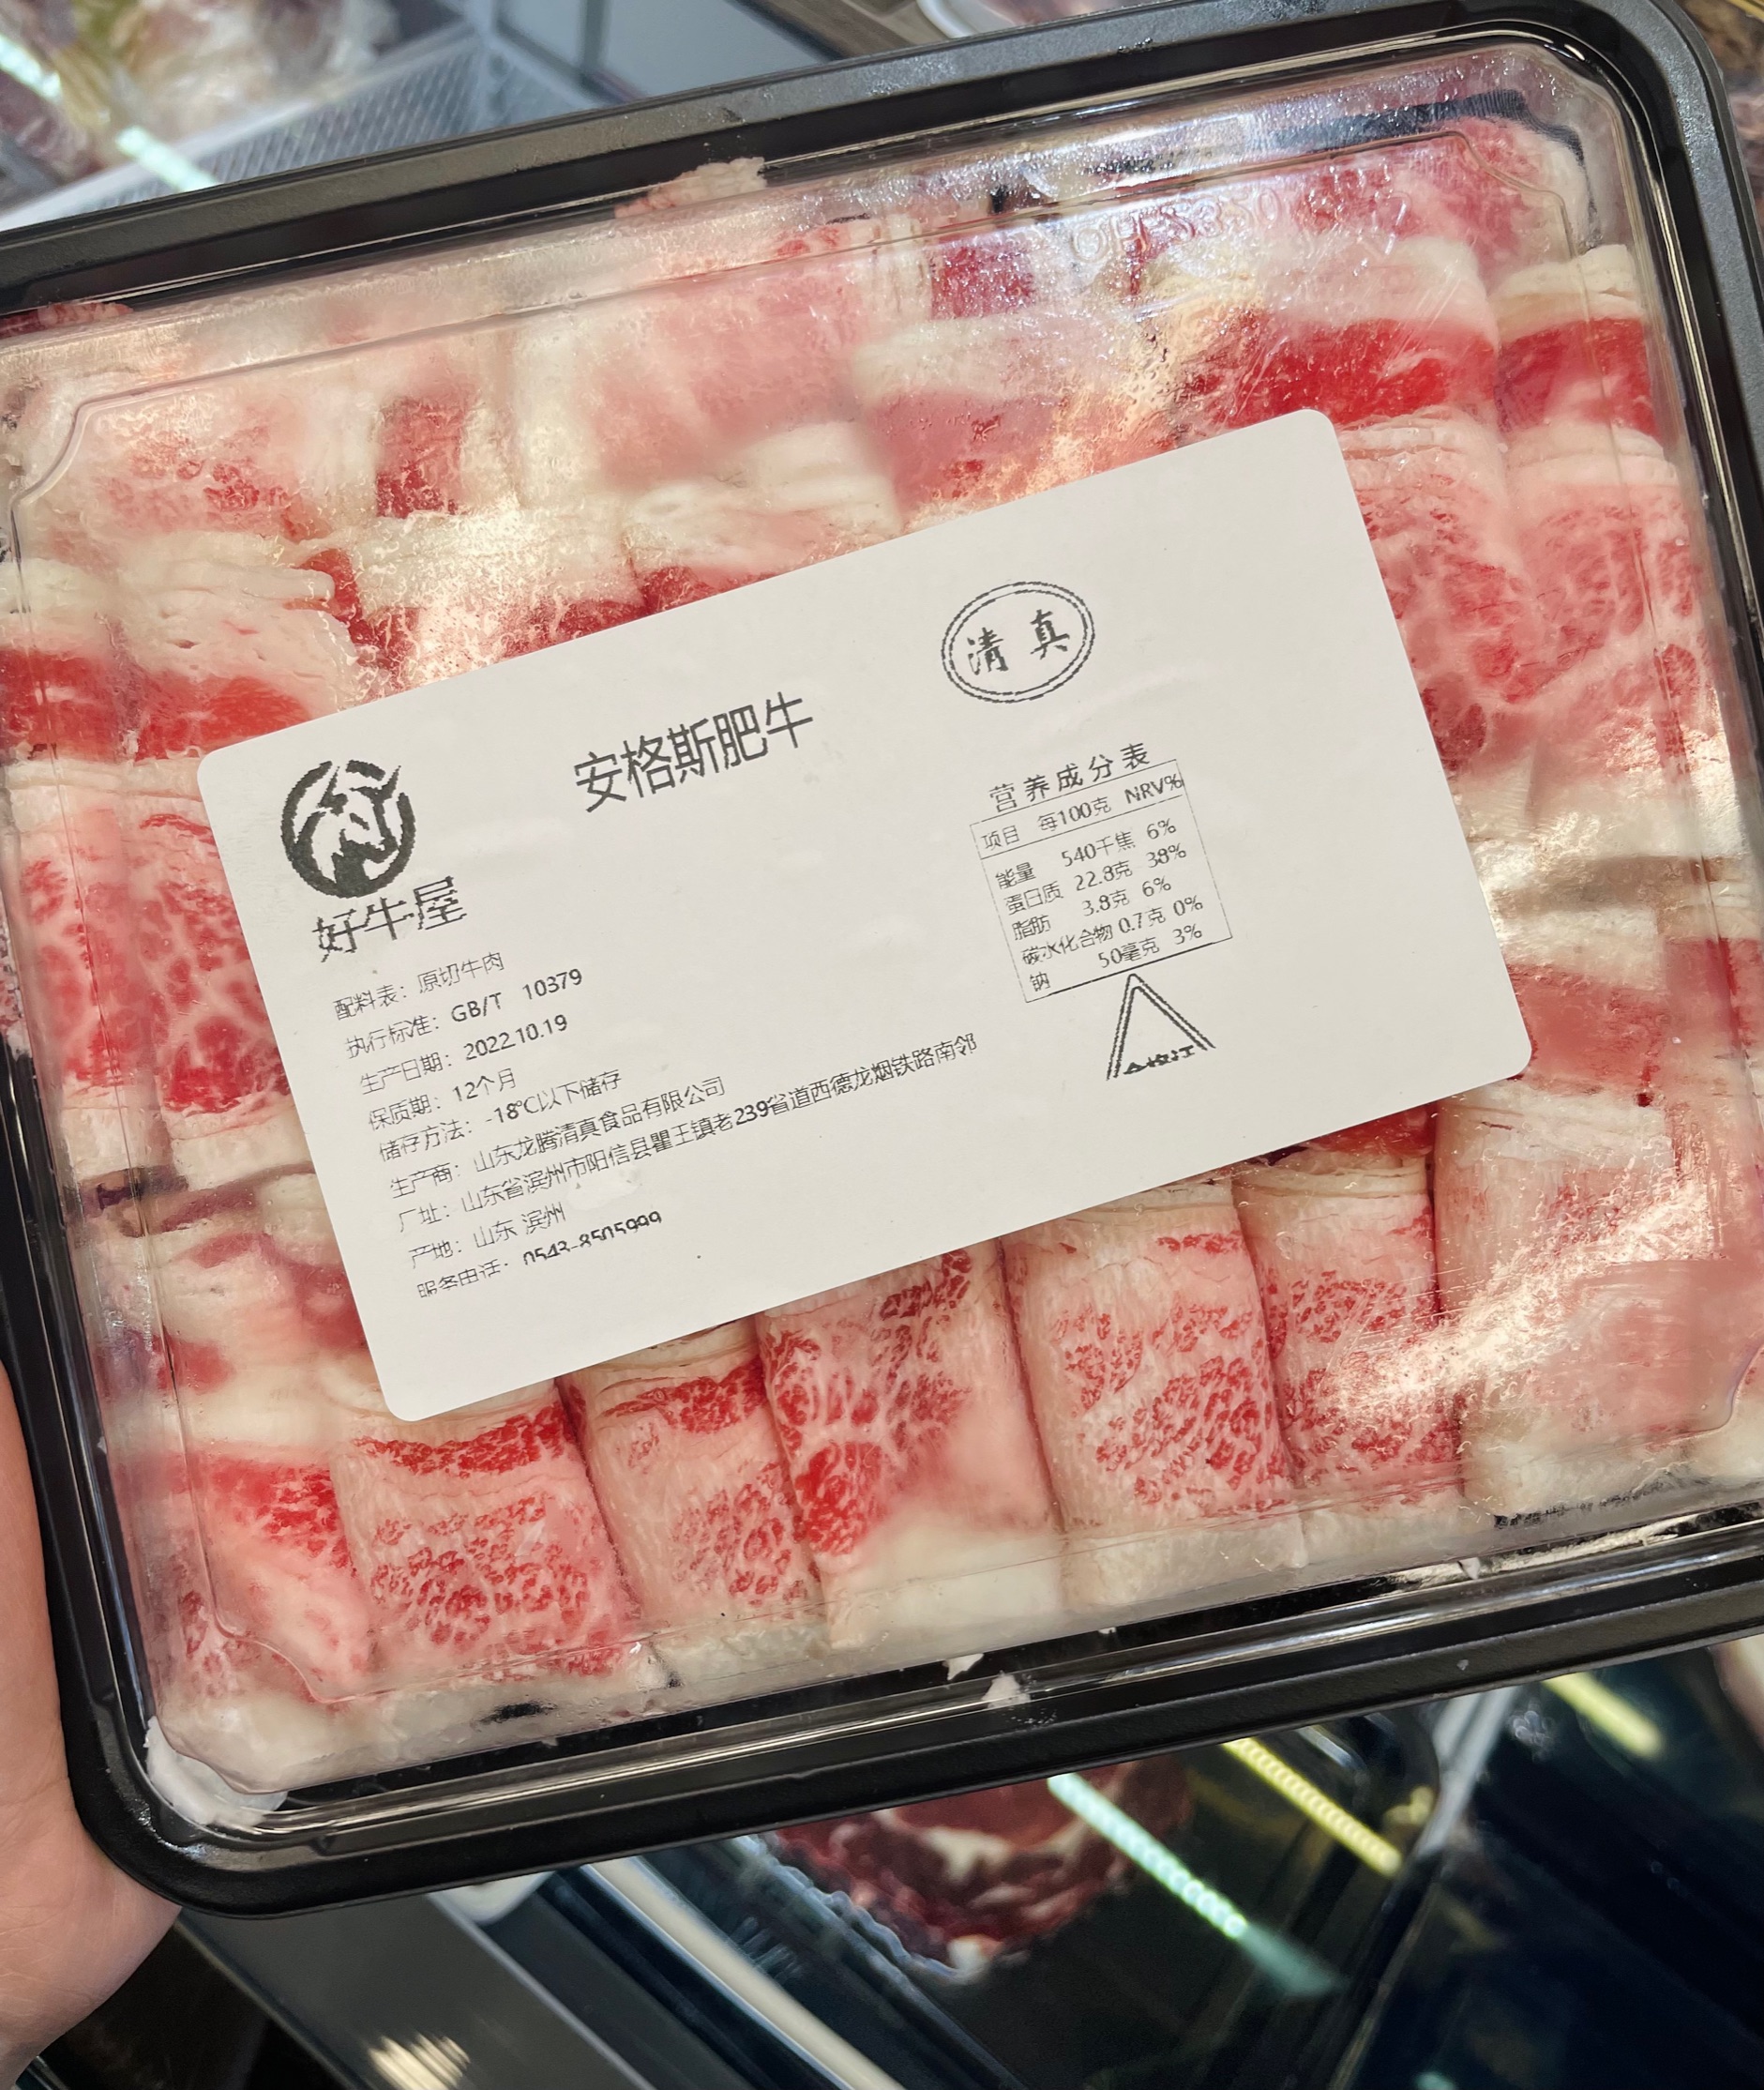 清真
安格斯肥牛
好牛屋
营养成分表
项目 每100克 NRV%
能量 540千焦 6%
蛋白质 22.8克 38%
脂肪 3.8克 6%
碳水化合物 0.7克 0%
钠 50毫克 3%
配料表：原切牛肉
执行标准：GB/T 10379
生产日期：2022.10.19
保质期：12个月
储存方法：-18℃以下储存
生产商：山东龙腾清真食品有限公司
厂址：山东省滨州市阳信县翟王镇老239省道西德龙烟铁路南邻
产地：山东 滨州
服务电话：0543-8505999